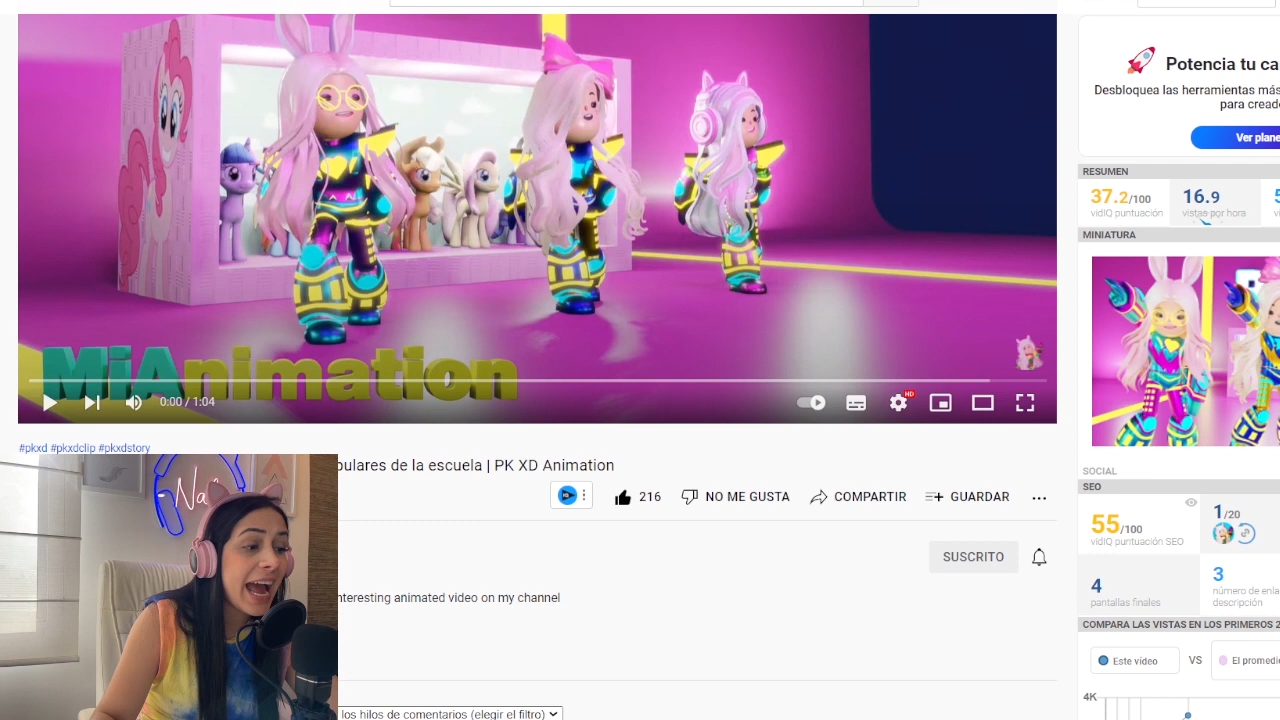 MiAnimation
0:00 / 1:04
HD
#pkxd #pkxdclip #pkxdstory
pulares de la escuela | PK XD Animation
216
NO ME GUSTA
COMPARTIR
GUARDAR
SUSCRITO
nteresting animated video on my channel
los hilos de comentarios (elegir el filtro)
Na
Potencia tu ca
Desbloquea las herramientas más
para creado
Ver plane
RESUMEN
37.2/100
vidIQ puntuación
16.9
vistas por hora
MINIATURA
SOCIAL
SEO
55/100
vidIQ puntuación SEO
1/20
4
pantallas finales
3
número de enla
descripción
COMPARA LAS VISTAS EN LOS PRIMEROS 2
Este vídeo
VS
El promedi
4K